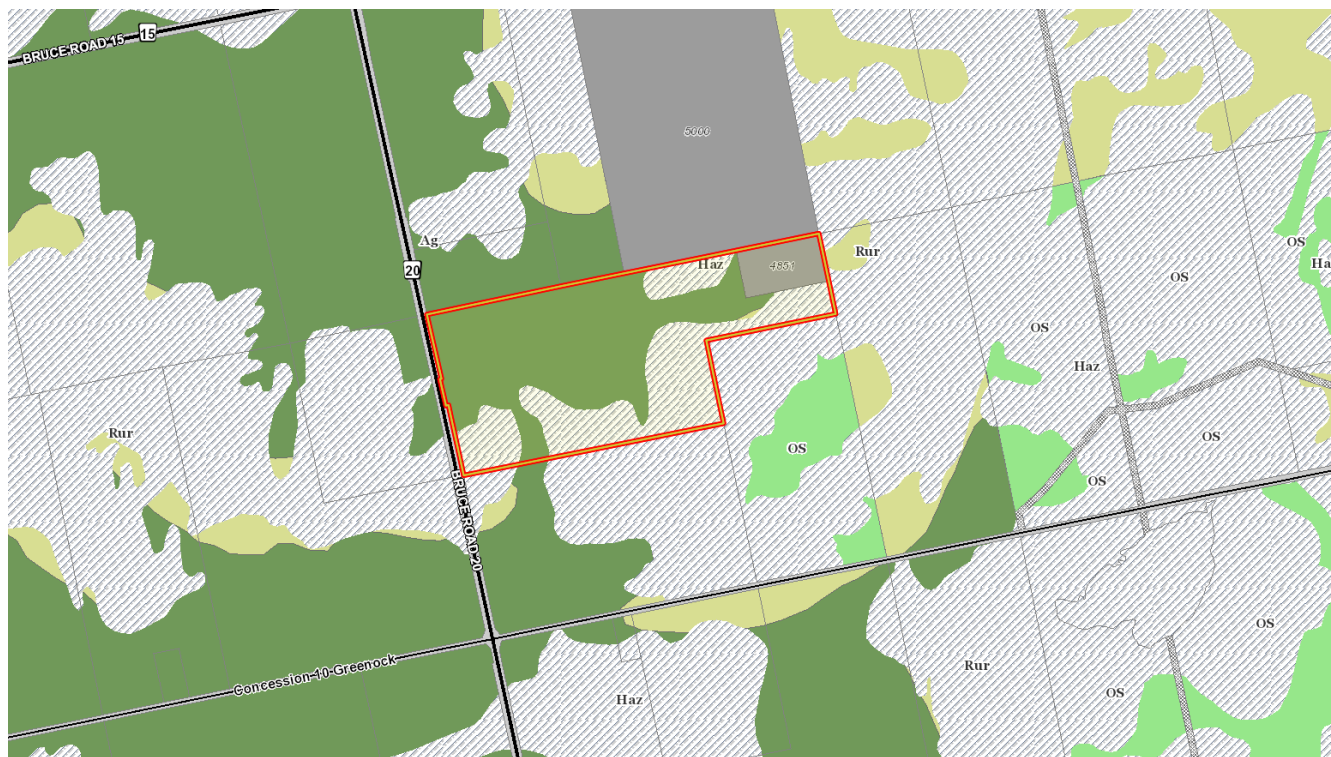 BRUCE ROAD 15
15
5000
Ag
20
Haz
4851
Rur
OS
Ha
OS
OS
Haz
Rur
OS
OS
OS
BRUCE ROAD 20
OS
Concession 10 Greenock
Rur
OS
Haz